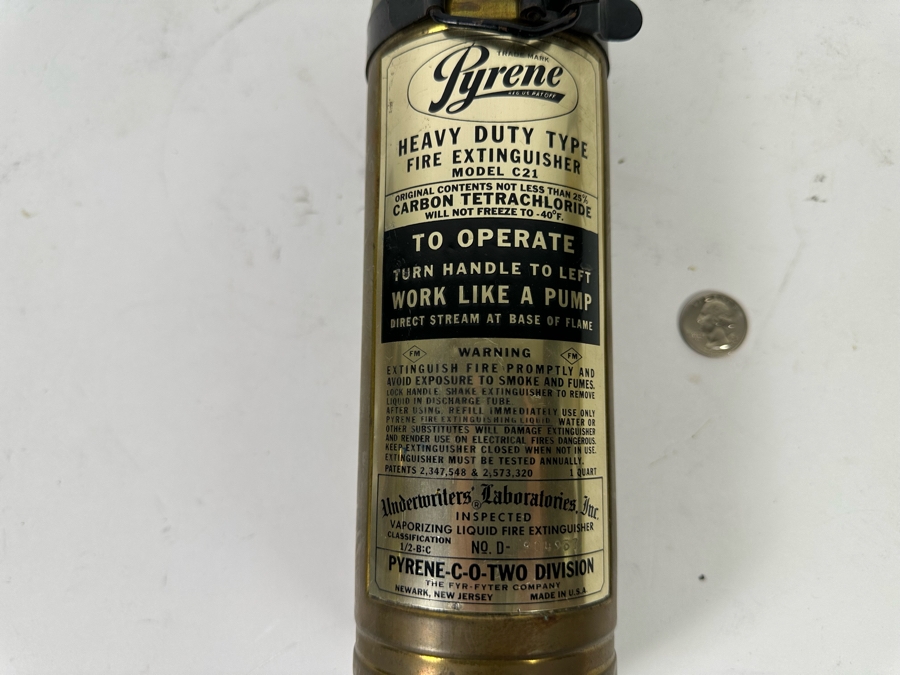 TRADE MARK
Pyrene
REG US PAT OFF
HEAVY DUTY TYPE
FIRE EXTINGUISHER
MODEL C21
ORIGINAL CONTENTS NOT LESS THAN 25%
CARBON TETRACHLORIDE
WILL NOT FREEZE TO -40°F.
TO OPERATE
TURN HANDLE TO LEFT
WORK LIKE A PUMP
DIRECT STREAM AT BASE OF FLAME
FM WARNING FM
EXTINGUISH FIRE PROMPTLY AND
AVOID EXPOSURE TO SMOKE AND FUMES.
LOCK HANDLE. SHAKE EXTINGUISHER TO REMOVE
LIQUID IN DISCHARGE TUBE.
AFTER USING, REFILL IMMEDIATELY. USE ONLY
PYRENE FIRE EXTINGUISHING LIQUID. WATER OR
OTHER SUBSTITUTES WILL DAMAGE EXTINGUISHER
AND RENDER USE ON ELECTRICAL FIRES DANGEROUS.
KEEP EXTINGUISHER CLOSED WHEN NOT IN USE.
EXTINGUISHER MUST BE TESTED ANNUALLY.
PATENTS 2,347,548 & 2,573,320 1 QUART
Underwriters' Laboratories, Inc.
®
INSPECTED
VAPORIZING LIQUID FIRE EXTINGUISHER
CLASSIFICATION
1/2-B:C NO. D-
PYRENE-C-O-TWO DIVISION
THE FYR-FYTER COMPANY
NEWARK, NEW JERSEY MADE IN U.S.A.